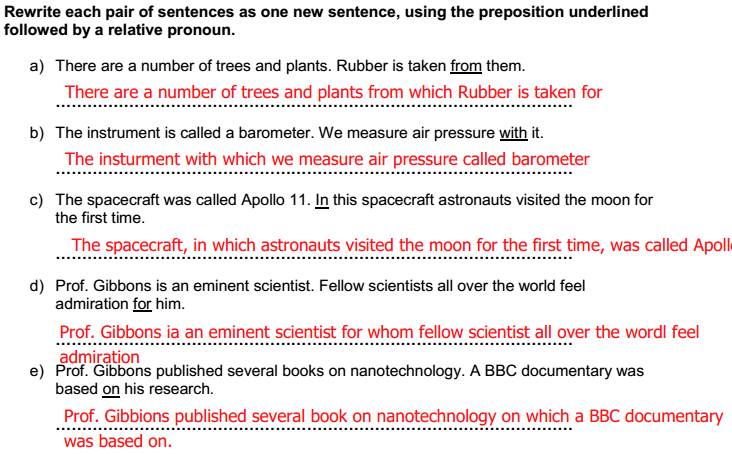 Rewrite each pair of sentences as one new sentence, using the preposition underlined
followed by a relative pronoun.
a) There are a number of trees and plants. Rubber is taken from them.
There are a number of trees and plants from which Rubber is taken for
b) The instrument is called a barometer. We measure air pressure with it.
The insturment with which we measure air pressure called barometer
c) The spacecraft was called Apollo 11. In this spacecraft astronauts visited the moon for
the first time.
The spacecraft, in which astronauts visited the moon for the first time, was called Apoll
d) Prof. Gibbons is an eminent scientist. Fellow scientists all over the world feel
admiration for him.
Prof. Gibbons ia an eminent scientist for whom fellow scientist all over the wordl feel
admiration
e) Prof. Gibbons published several books on nanotechnology. A BBC documentary was
based on his research.
Prof. Gibbions published several book on nanotechnology on which a BBC documentary
was based on.